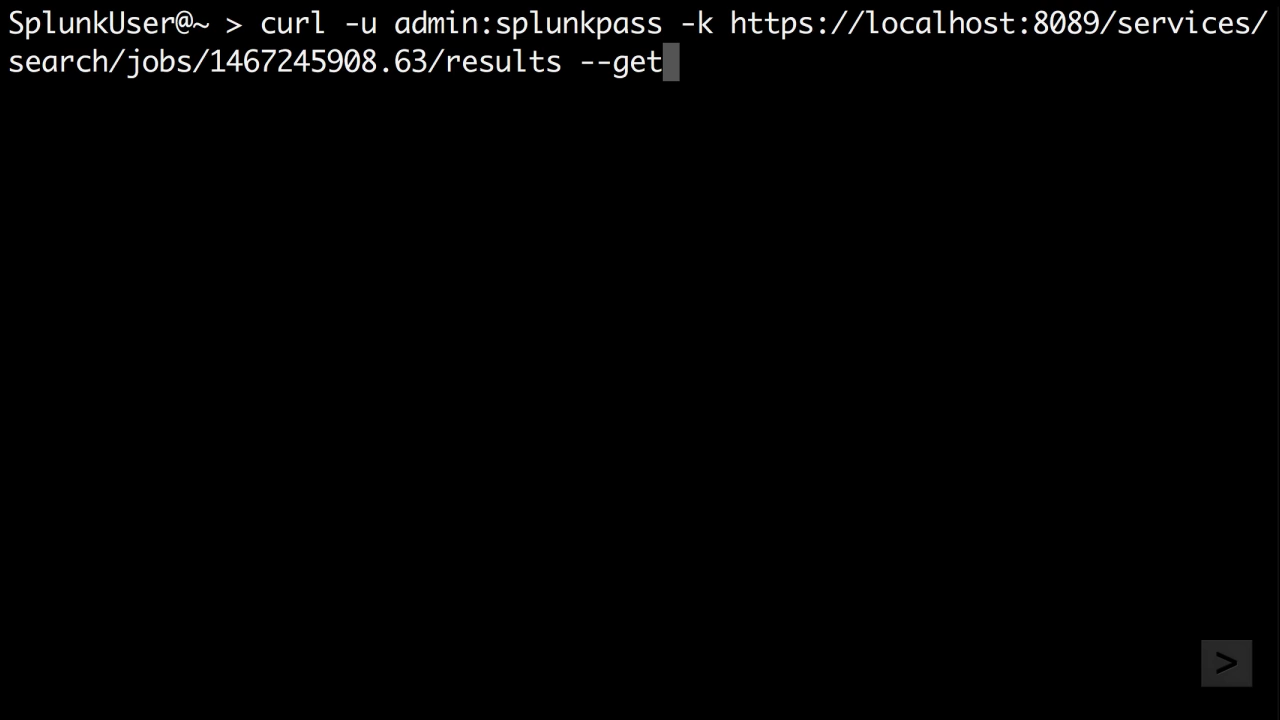 SplunkUser@~ > curl -u admin:splunkpass -k https://localhost:8089/services/
search/jobs/1467245908.63/results --get
>